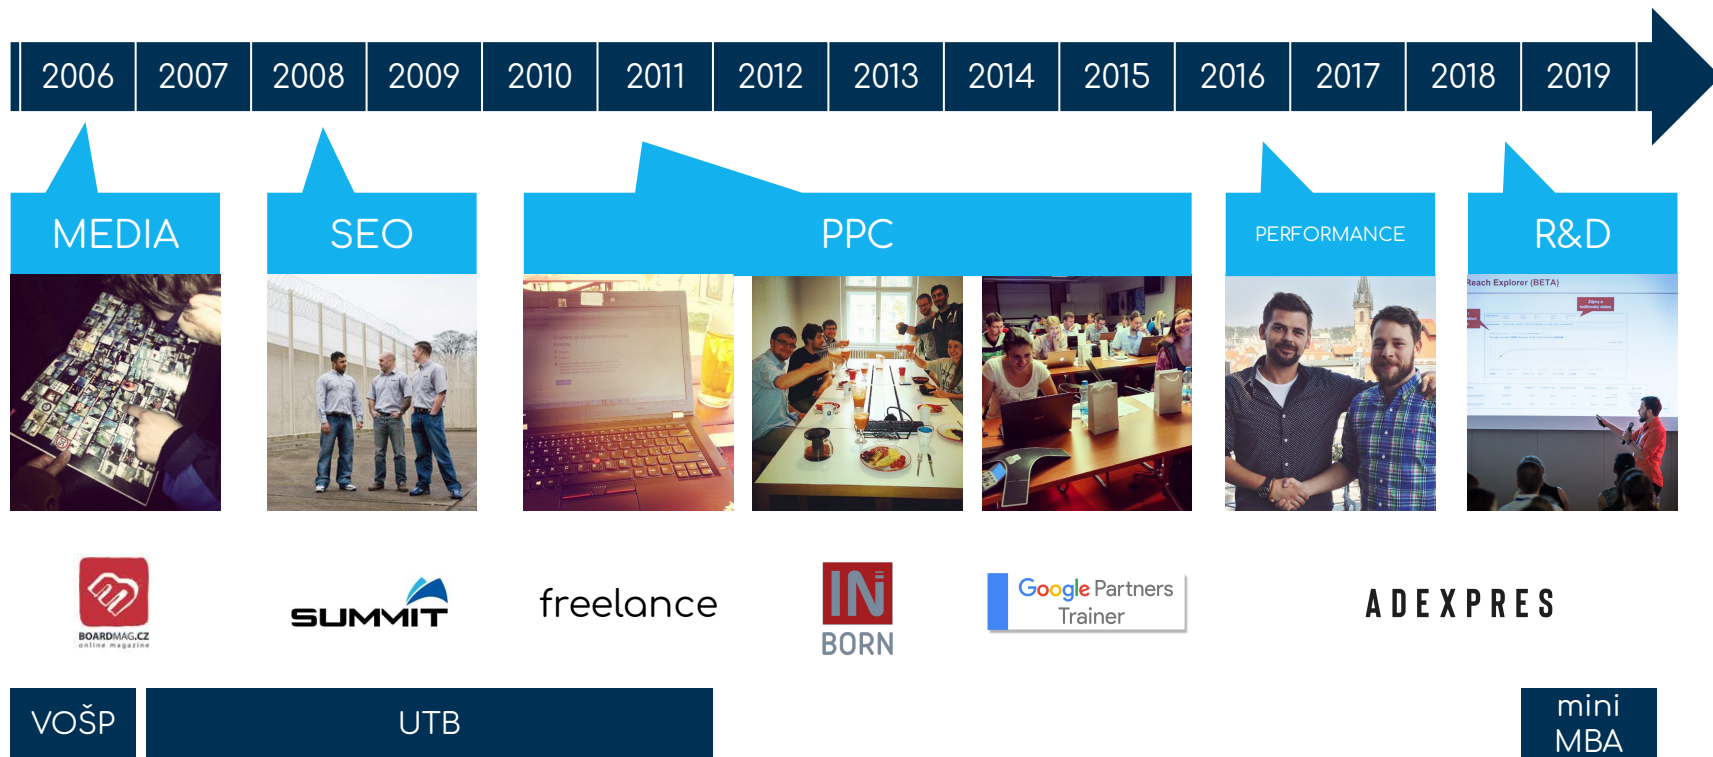 2006 2007 2008 2009 2010 2011 2012 2013 2014 2015 2016 2017 2018 2019
MEDIA
SEO
PPC
PERFORMANCE
R&D
Reach Explorer (BETA)
BOARDMAG.CZ
online magazine
SUMMIT
freelance
IN
BORN
Google Partners
Trainer
ADEXPRES
VOŠP
UTB
mini
MBA